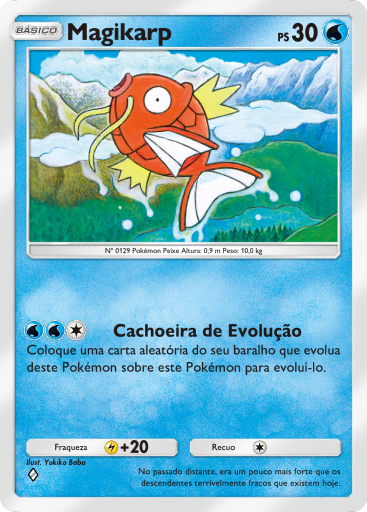 BÁSICO Magikarp PS 30
Nº 0129 Pokémon Peixe Altura: 0,9 m Peso: 10,0 kg
Cachoeira de Evolução
Coloque uma carta aleatória do seu baralho que evolua
deste Pokémon sobre este Pokémon para evoluí-lo.
Fraqueza +20 Recuo
Ilust. Yukiko Baba
No passado distante, era um pouco mais forte que os
descendentes terrivelmente fracos que existem hoje.